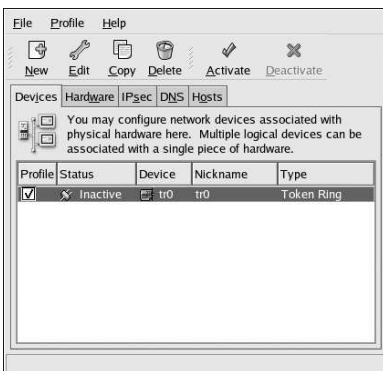 File Profile Help
New Edit Copy Delete Activate Deactivate
Devices Hardware IPsec DNS Hosts
You may configure network devices associated with
physical hardware here. Multiple logical devices can be
associated with a single piece of hardware.
Profile Status Device Nickname Type
Inactive tr0 tr0 Token Ring